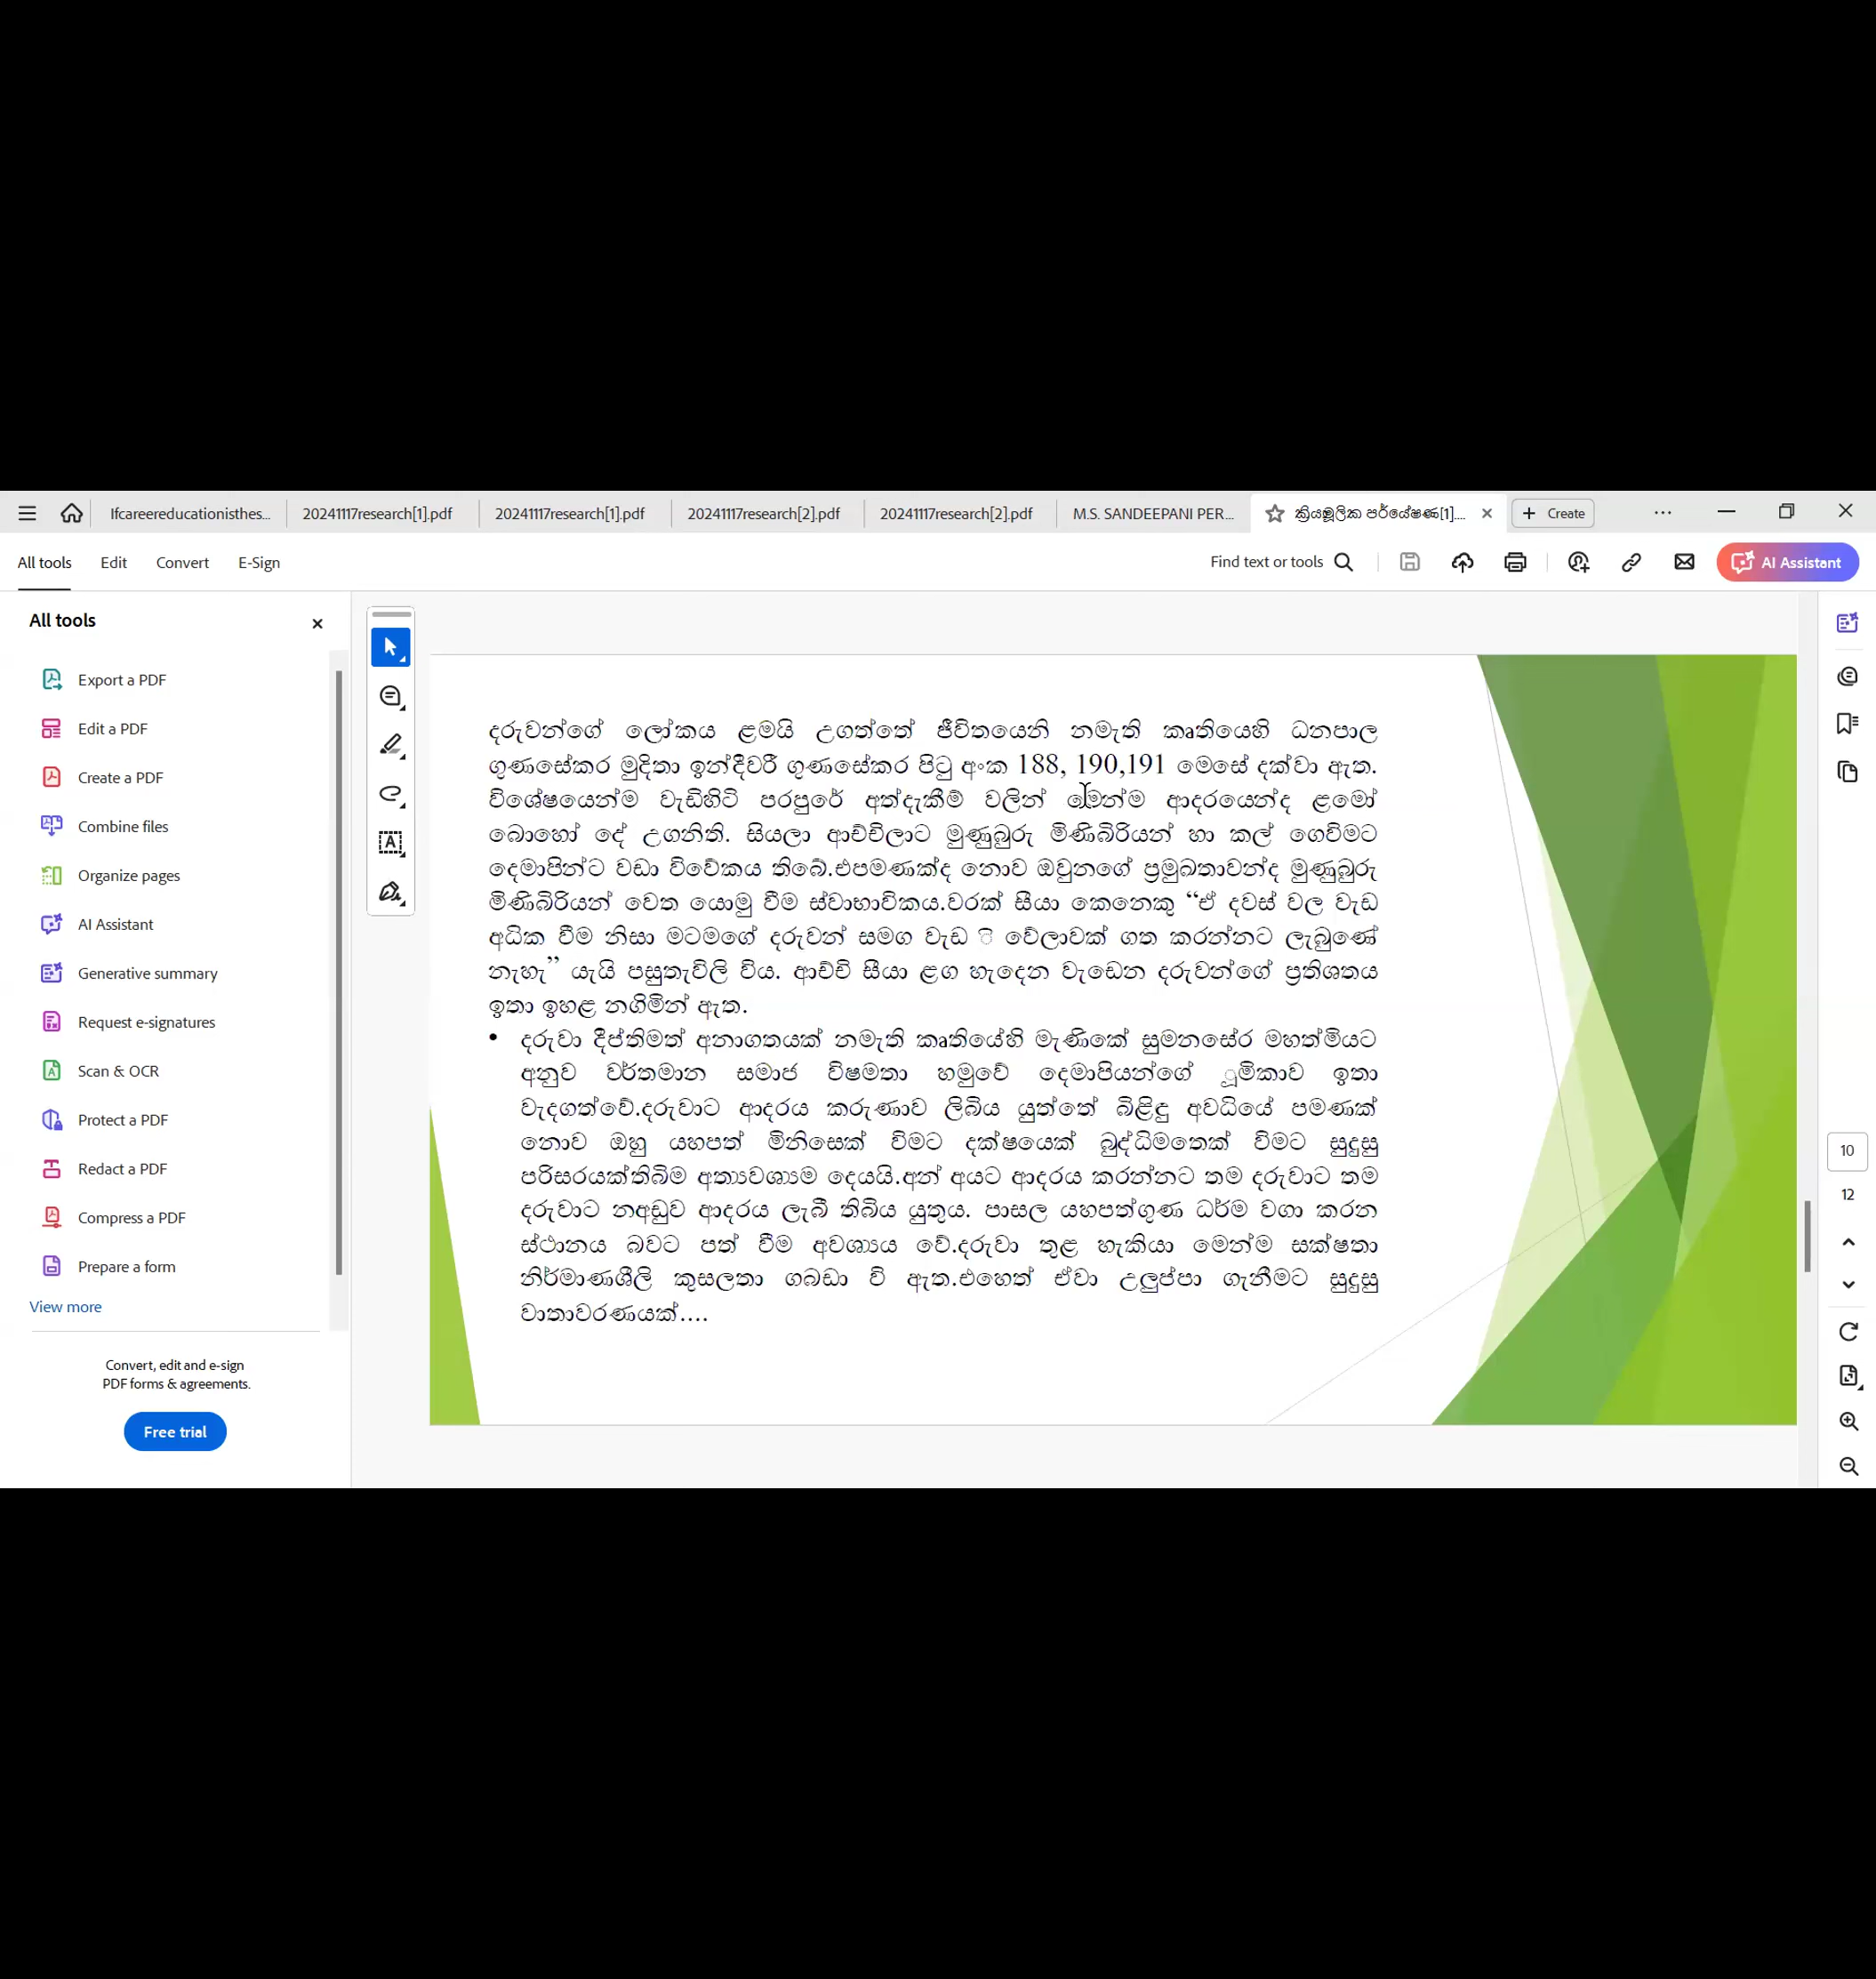 Ifcareereducationisthes...
20241117research[1].pdf
20241117research[1].pdf
20241117research[2].pdf
20241117research[2].pdf
M.S. SANDEEPANI PER...
ක්‍රියාමූලික පර්යේෂණ[1]....
+ Create
All tools
Edit
Convert
E-Sign
Find text or tools
AI Assistant
All tools
Export a PDF
Edit a PDF
Create a PDF
Combine files
Organize pages
AI Assistant
Generative summary
Request e-signatures
Scan & OCR
Protect a PDF
Redact a PDF
Compress a PDF
Prepare a form
View more
Convert, edit and e-sign
PDF forms & agreements.
Free trial
දරුවන්ගේ ලෝකය ළමයි උගත්තේ ජීවිතයෙනි නමැති කෘතියෙහි ධනපාල
ගුණසේකර මුදිතා ඉන්දීවරී ගුණසේකර පිටු අංක 188, 190,191 මෙසේ දක්වා ඇත.
විශේෂයෙන්ම වැඩිහිටි පරපුරේ අත්දැකීම් වලින් මෙන්ම ආදරයෙන්ද ළමෝ
බොහෝ දේ උගනිති. සියලා ආච්චිලාට මුණුබුරු මිණිබිරියන් හා කල් ගෙවිමට
දෙමාපින්ට වඩා විවේකය තිබේ.එපමණක්ද නොව ඔවුනගේ ප්‍රමුඛතාවන්ද මුණුබුරු
මිණිබිරියන් වෙත යොමු වීම ස්වාභාවිකය.වරක් සීයා කෙනෙකු “ඒ දවස් වල වැඩ
අධික වීම නිසා මටමගේ දරුවන් සමග වැඩ ි වේලාවක් ගත කරන්නට ලැබුණේ
නැහැ” යැයි පසුතැවිලි විය. ආච්චි සීයා ළග හැදෙන වැඩෙන දරුවන්ගේ ප්‍රතිශතය
ඉතා ඉහළ නගිමින් ඇත.
• දරුවා දීප්තිමත් අනාගතයක් නමැති කෘතියේහි මැණිකේ සුමනසේර මහත්මියට
අනුව වර්තමාන සමාජ විෂමතා හමුවේ දෙමාපියන්ගේ ූමිකාව ඉතා
වැදගත්වේ.දරුවාට ආදරය කරුණාව ලිබිය යුත්තේ බිළිඳු අවධියේ පමණක්
නොව ඔහු යහපත් මිනිසෙක් විමට දක්ෂයෙක් බුද්ධිමතෙක් විමට සුදුසු
පරිසරයක්තිබිම අත්‍යවශ්‍යම දෙයයි.අන් අයට ආදරය කරන්නට තම දරුවාට තම
දරුවාට නඅඩුව ආදරය ලැබී තිබිය යුතුය. පාසල යහපත්ගුණ ධර්ම වගා කරන
ස්ථානය බවට පත් වීම අවශ්‍යය වේ.දරුවා තුළ හැකියා මෙන්ම සක්ෂතා
නිර්මාණශීලි කුසලතා ගබඩා වි ඇත.එහෙත් ඒවා උලුප්පා ගැනීමට සුදුසු
වාතාවරණයක්....
10
12